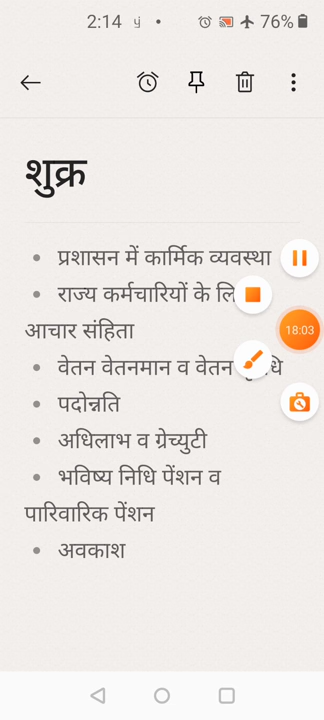 2:14
76%
शुक्र
प्रशासन में कार्मिक व्यवस्था
राज्य कर्मचारियों के
आचार संहिता
18:03
वेतन वेतनमान व वेतन
पदोन्नति
अधिलाभ व ग्रेच्युटी
भविष्य निधि पेंशन व
पारिवारिक पेंशन
अवकाश